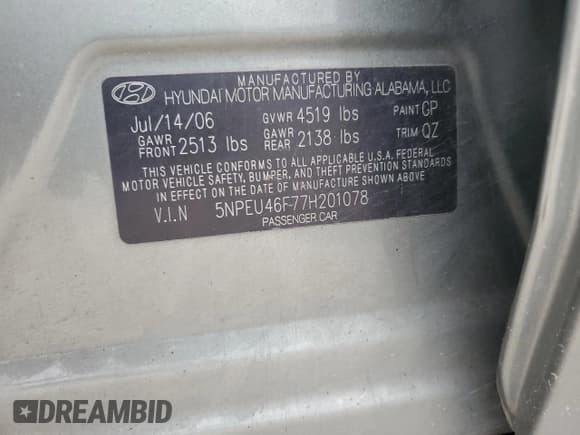 MANUFACTURED BY
HYUNDAI MOTOR MANUFACTURING ALABAMA, LLC
Jul/14/06 GVWR 4519 lbs PAINT GP
GAWR FRONT 2513 lbs GAWR REAR 2138 lbs TRIM QZ
THIS VEHICLE CONFORMS TO ALL APPLICABLE U.S.A. FEDERAL
MOTOR VEHICLE SAFETY, BUMPER, AND THEFT PREVENTION STANDARDS
IN EFFECT ON THE DATE OF MANUFACTURE SHOWN ABOVE
V.I.N 5NPEU46F77H201078
PASSENGER CAR
DREAMBID